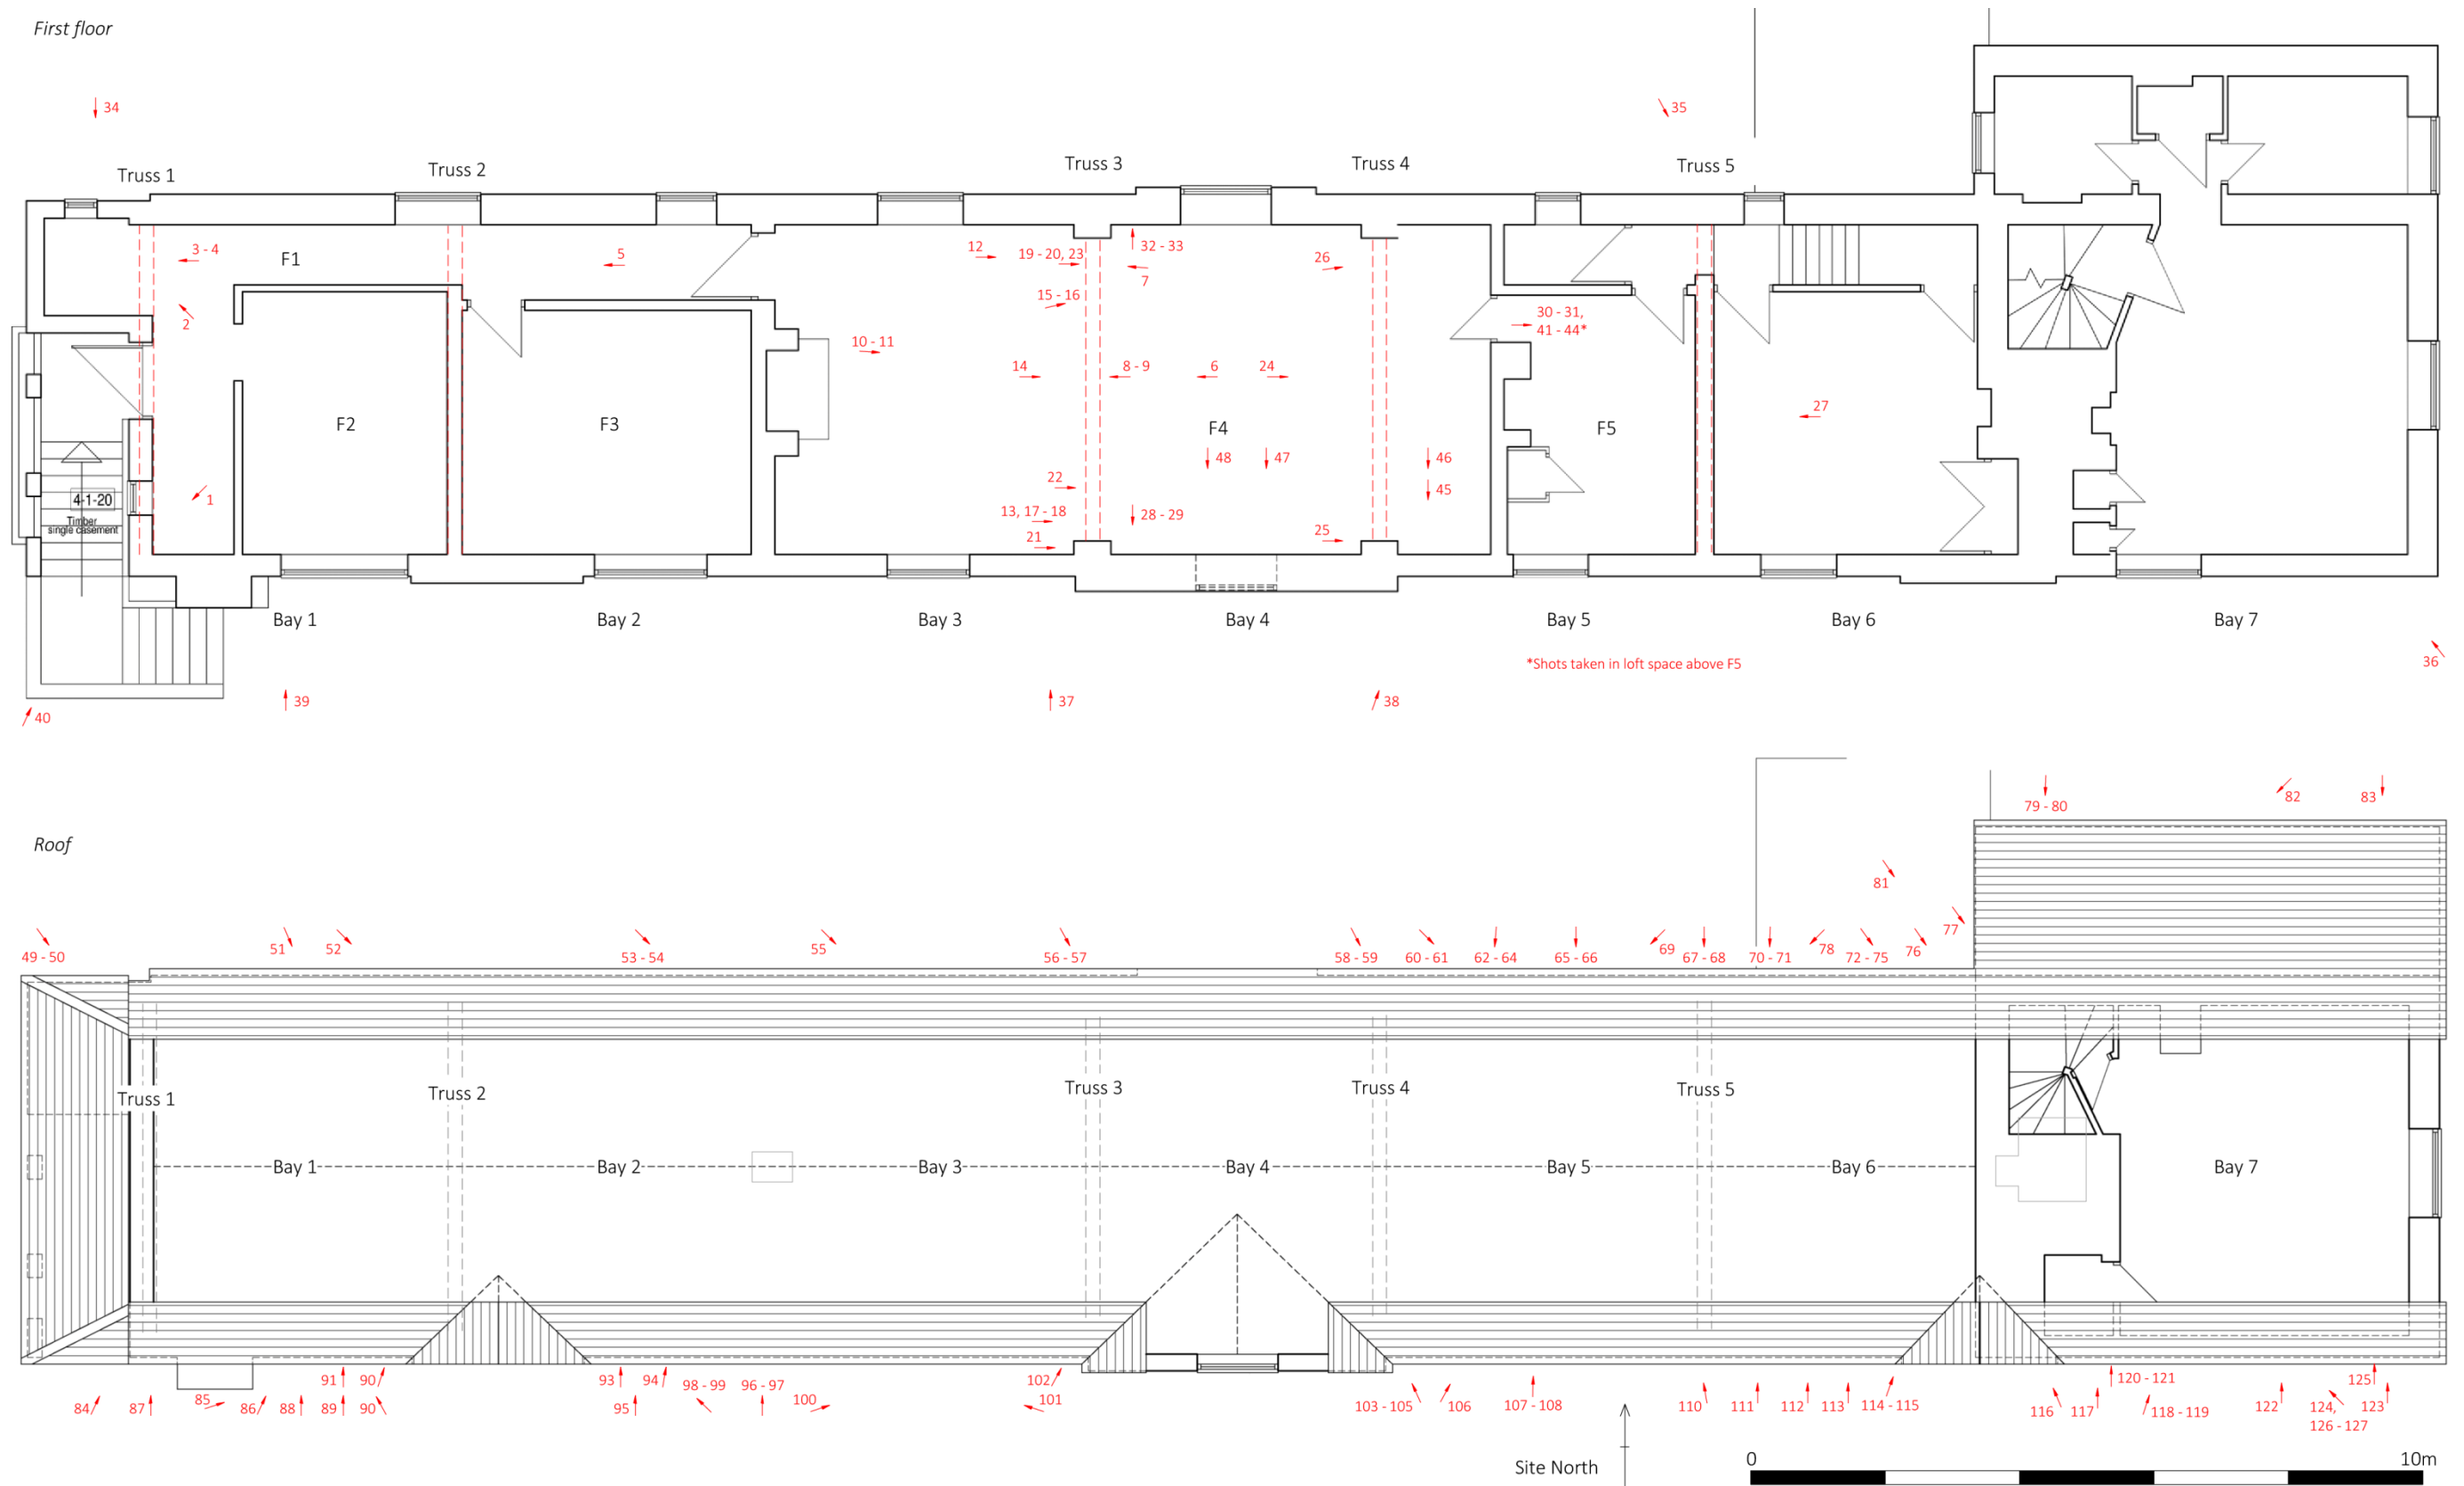 First floor
34
35
Truss 1
Truss 2
Truss 3
Truss 4
Truss 5
3 - 4
F1
5
12
19 - 20, 23
32 - 33
7
26
2
15 - 16
30 - 31,
41 - 44*
10 - 11
14
8 - 9
6
24
27
F2
F3
F4
F5
48
47
46
22
45
4-1-20
1
Timber
single casement
13, 17 - 18
28 - 29
21
25
Bay 1
Bay 2
Bay 3
Bay 4
Bay 5
Bay 6
Bay 7
*Shots taken in loft space above F5
36
40
39
37
38
Roof
79 - 80
82
83
81
77
49 - 50
51
52
53 - 54
55
56 - 57
58 - 59
60 - 61
62 - 64
65 - 66
69
67 - 68
70 - 71
78
72 - 75
76
Truss 1
Truss 2
Truss 3
Truss 4
Truss 5
Bay 1
Bay 2
Bay 3
Bay 4
Bay 5
Bay 6
Bay 7
91
90
93
94
98 - 99
96 - 97
102
120 - 121
125
84
87
85
86
88
89
90
95
100
101
103 - 105
106
107 - 108
110
111
112
113
114 - 115
116
117
118 - 119
122
124,
126 - 127
123
Site North
0
10m